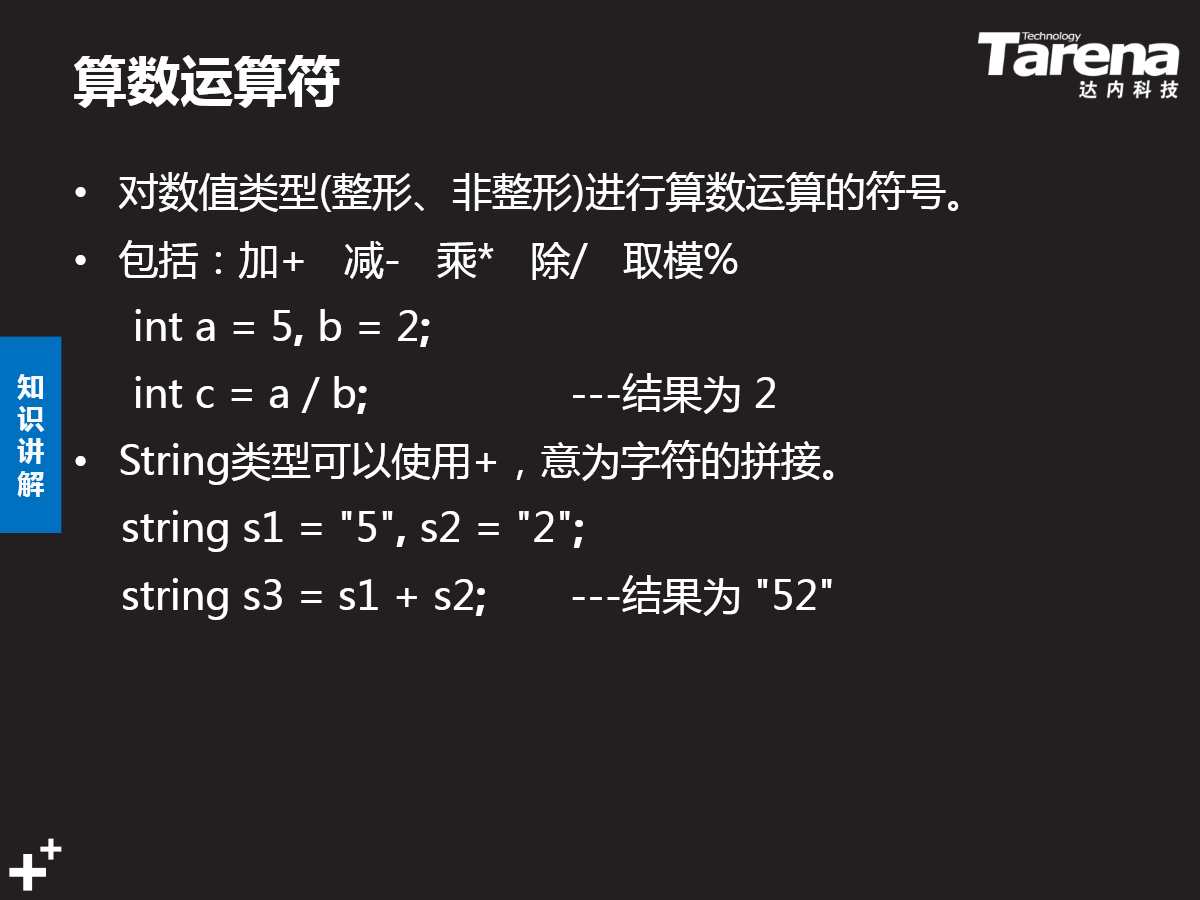 算数运算符
Technology
Tarena
达内科技
• 对数值类型(整形、非整形)进行算数运算的符号。
• 包括：加+ 减- 乘* 除/ 取模%
int a = 5, b = 2;
int c = a / b; ---结果为 2
• String类型可以使用+，意为字符的拼接。
string s1 = "5", s2 = "2";
string s3 = s1 + s2; ---结果为 "52"
知识讲解